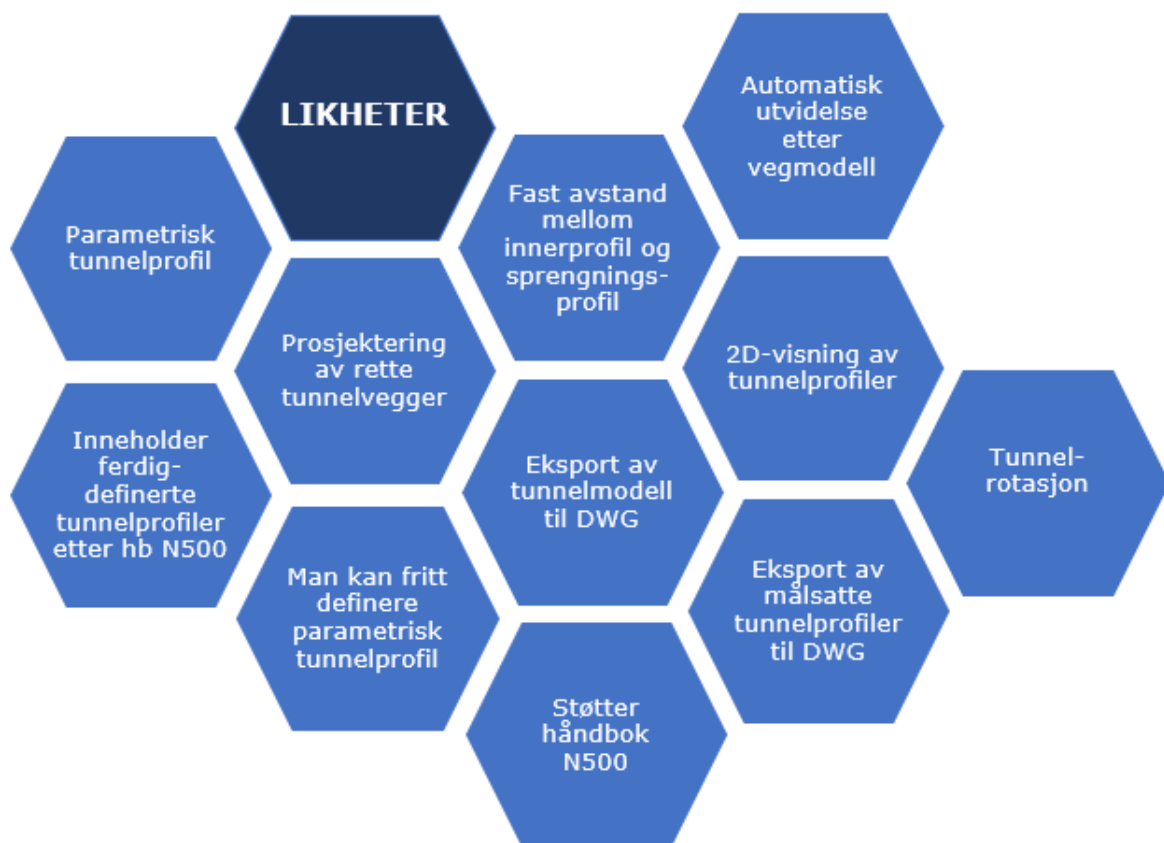 LIKHETER
Automatisk
utvidelse
etter
vegmodell
Parametrisk
tunnelprofil
Fast avstand
mellom
innerprofil og
sprengnings-
profil
Prosjektering
av rette
tunnelvegger
2D-visning av
tunnelprofiler
Inneholder
ferdig-
definerte
tunnelprofiler
etter hb N500
Eksport av
tunnelmodell
til DWG
Tunnel-
rotasjon
Man kan fritt
definere
parametrisk
tunnelprofil
Eksport av
målsatte
tunnelprofiler
til DWG
Støtter
håndbok
N500